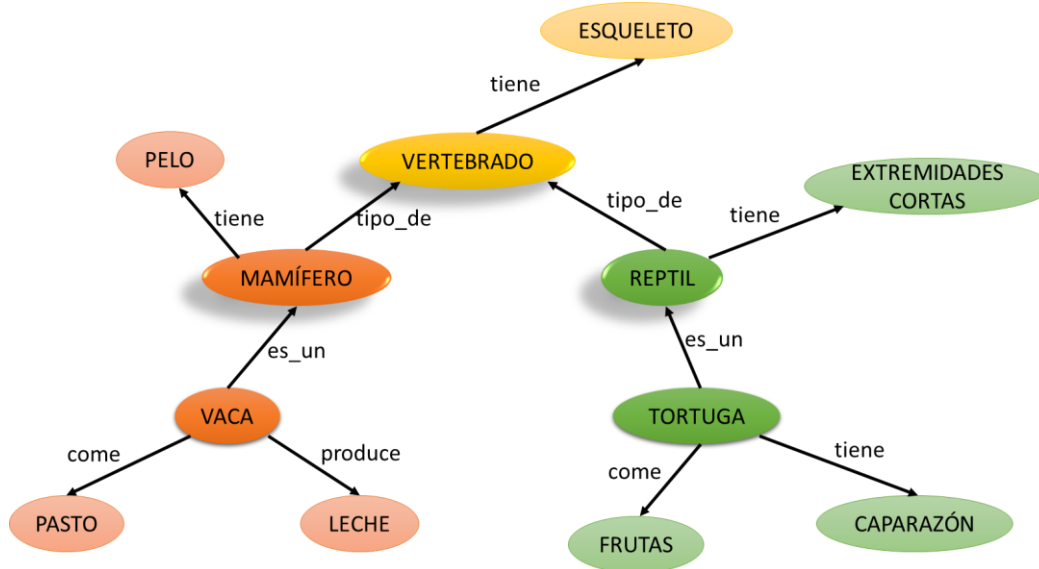 ESQUELETO
tiene
PELO
VERTEBRADO
EXTREMIDADES
CORTAS
tiene
tipo_de
tipo_de
tiene
MAMÍFERO
REPTIL
es_un
es_un
VACA
TORTUGA
come
produce
come
tiene
PASTO
LECHE
FRUTAS
CAPARAZÓN